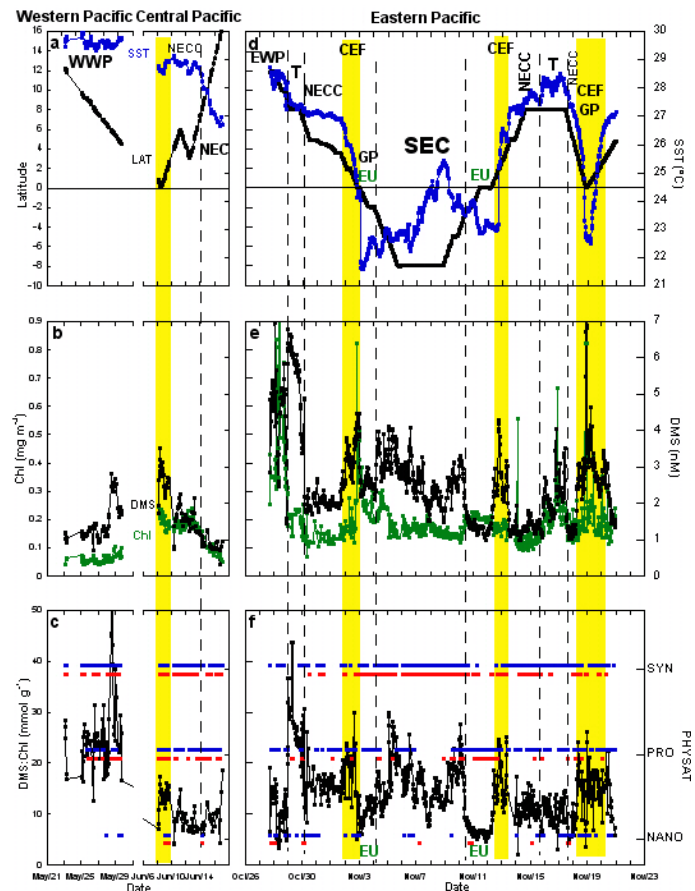 Western Pacific Central Pacific Eastern Pacific
a WWP SST NECC LAT NEC
16 14 12 10 8 6 4 2 0 -2 -4 -6 -8 -10
Latitude
d EWP T NECC CEF GP EU SEC EU CEF NECC T NECC CEF GP
30 29 28 27 26 25 24 23 22 21
SST (ºC)
b DMS Chl
0.9 0.8 0.7 0.6 0.5 0.4 0.3 0.2 0.1 0
Chl (mg m⁻³)
e
7 6 5 4 3 2 1 0
DMS (nM)
c
50 40 30 20 10 0
DMS:Chl (mmol g⁻¹)
f EU EU
SYN
PRO
NANO
PHYSAT
May/21 May/25 May/29 Jun/6 Jun/10 Jun/14
Date
Oct/26 Oct/30 Nov/3 Nov/7 Nov/11 Nov/15 Nov/19 Nov/23
Date